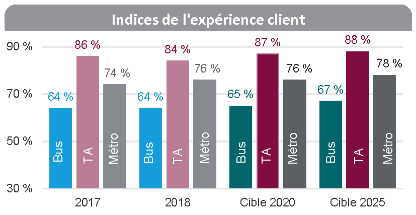 Indices de l'expérience client
90 %
70 %
50 %
30 %
64 %
86 %
74 %
64 %
84 %
76 %
65 %
87 %
76 %
67 %
88 %
78 %
Bus
TA
Métro
Bus
TA
Métro
Bus
TA
Métro
Bus
TA
Métro
2017
2018
Cible 2020
Cible 2025